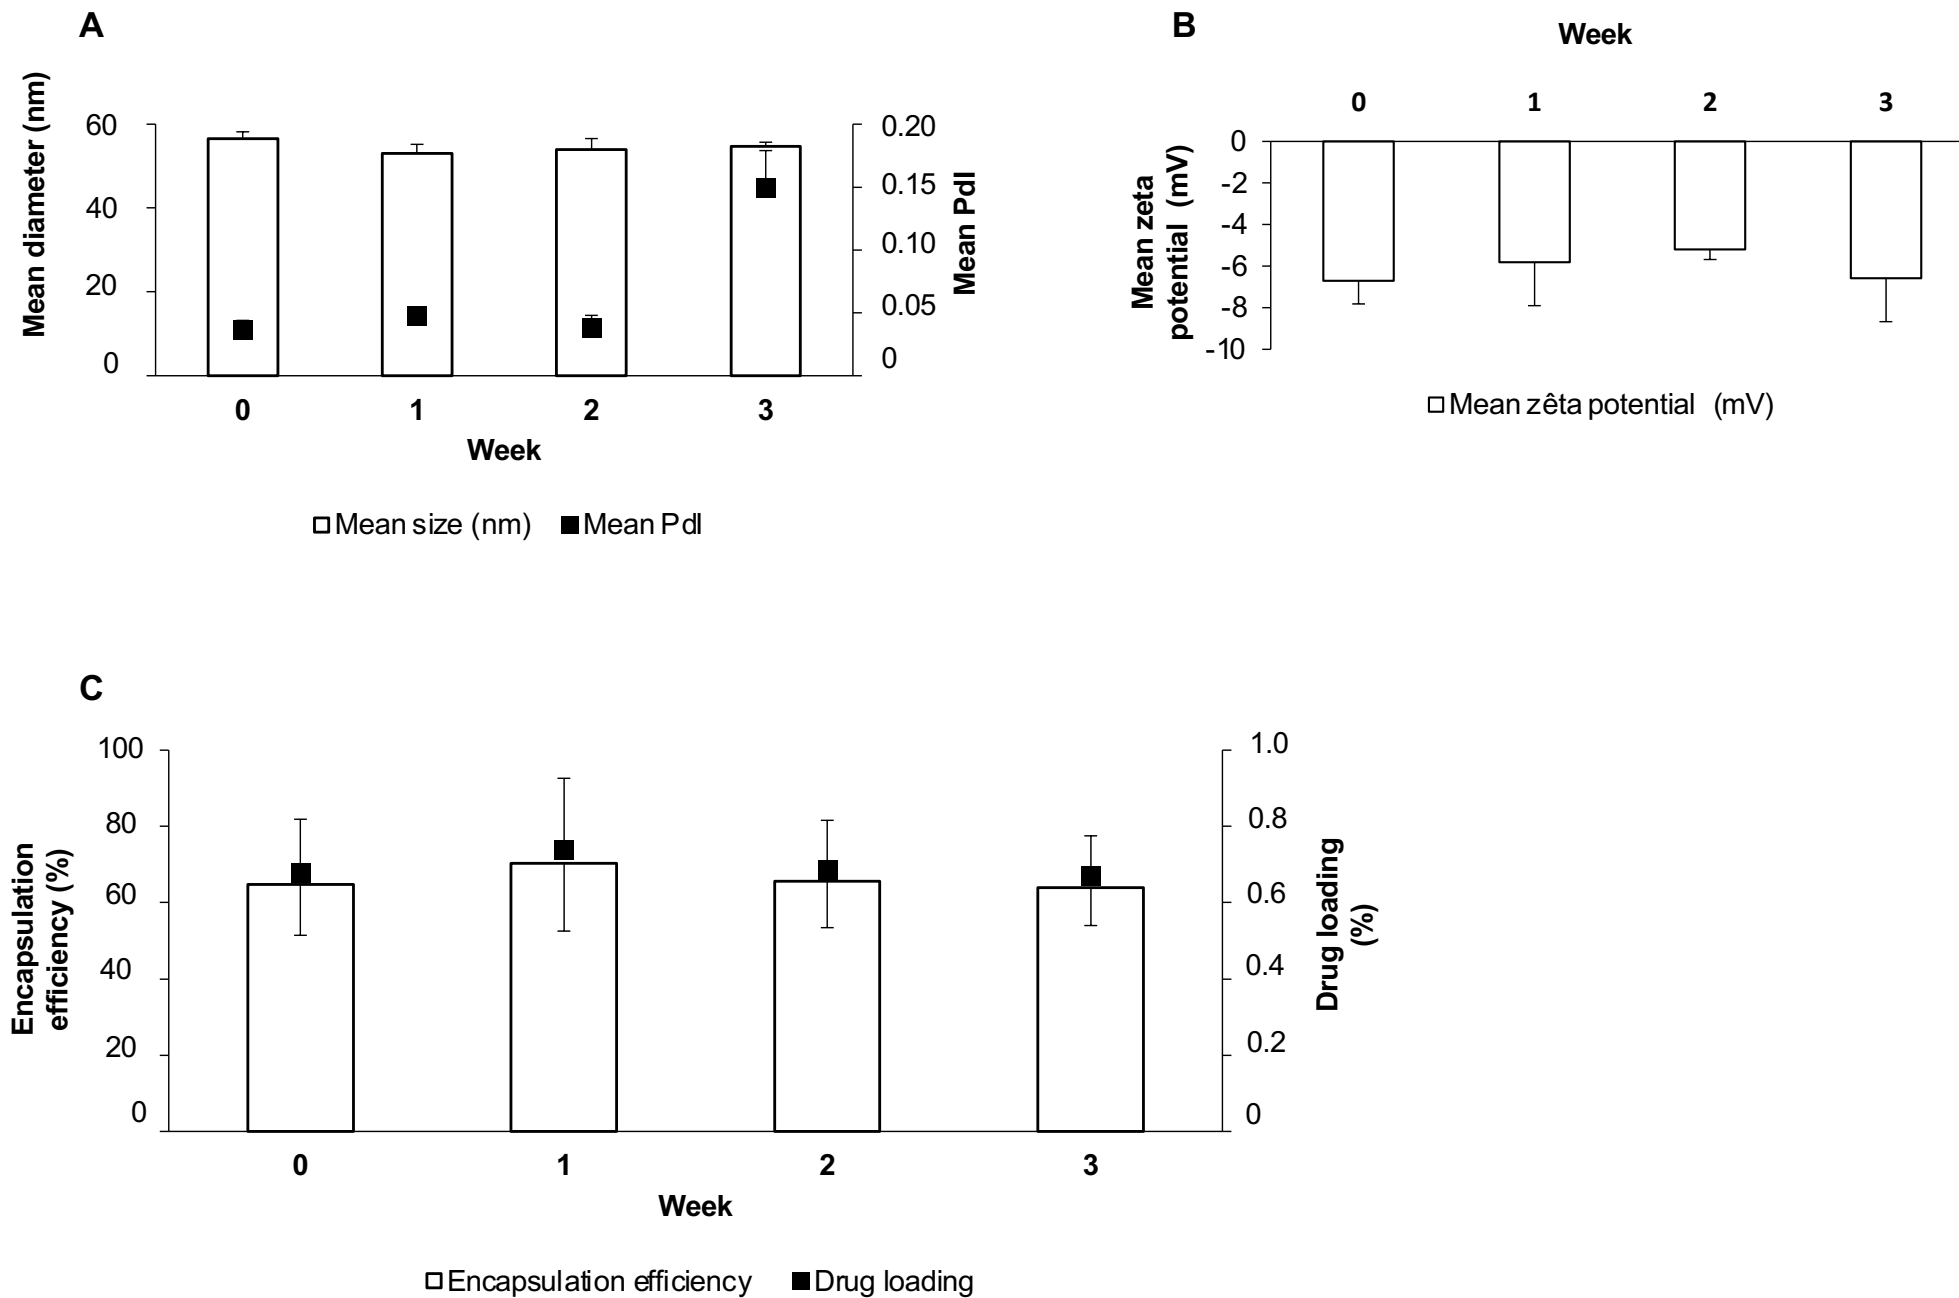 A
Mean diameter (nm)
60
40
20
0
0.20
0.15
0.10
0.05
0
Mean PdI
0 1 2 3
Week
Mean size (nm) Mean PdI
B
Week
0 1 2 3
Mean zeta
potential (mV)
0
-2
-4
-6
-8
-10
Mean zêta potential (mV)
C
Encapsulation
efficiency (%)
100
80
60
40
20
0
1.0
0.8
0.6
0.4
0.2
0
Drug loading
(%)
0 1 2 3
Week
Encapsulation efficiency Drug loading